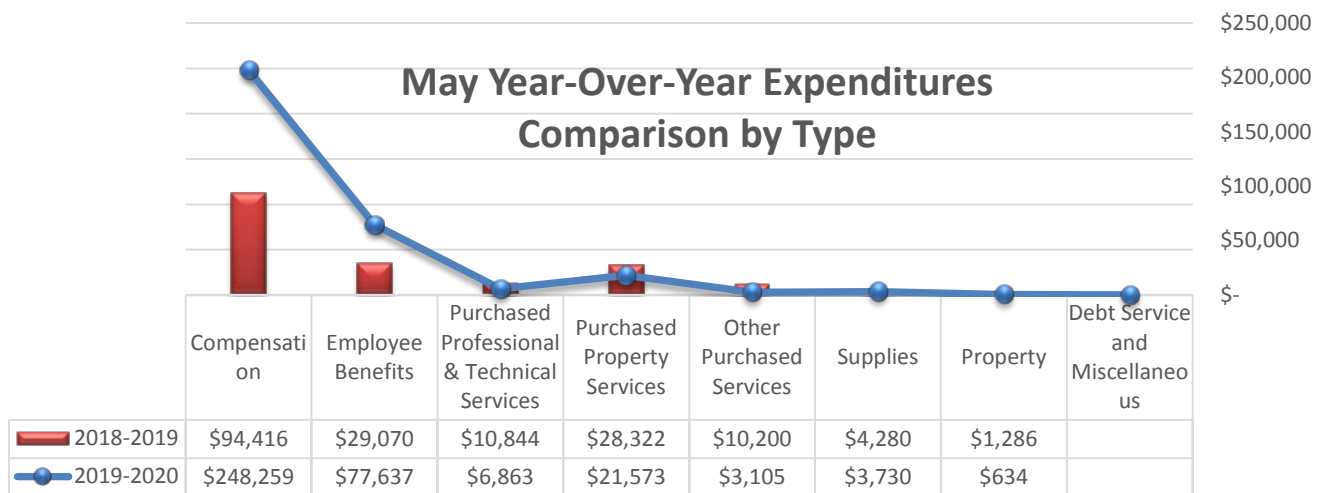 $250,000
$200,000
$150,000
$100,000
$50,000
$-
May Year-Over-Year Expenditures
Comparison by Type
Compensati
on
Employee
Benefits
Purchased
Professional
& Technical
Services
Purchased
Property
Services
Other
Purchased
Services
Supplies
Property
Debt Service
and
Miscellaneo
us
2018-2019 $94,416 $29,070 $10,844 $28,322 $10,200 $4,280 $1,286
2019-2020 $248,259 $77,637 $6,863 $21,573 $3,105 $3,730 $634